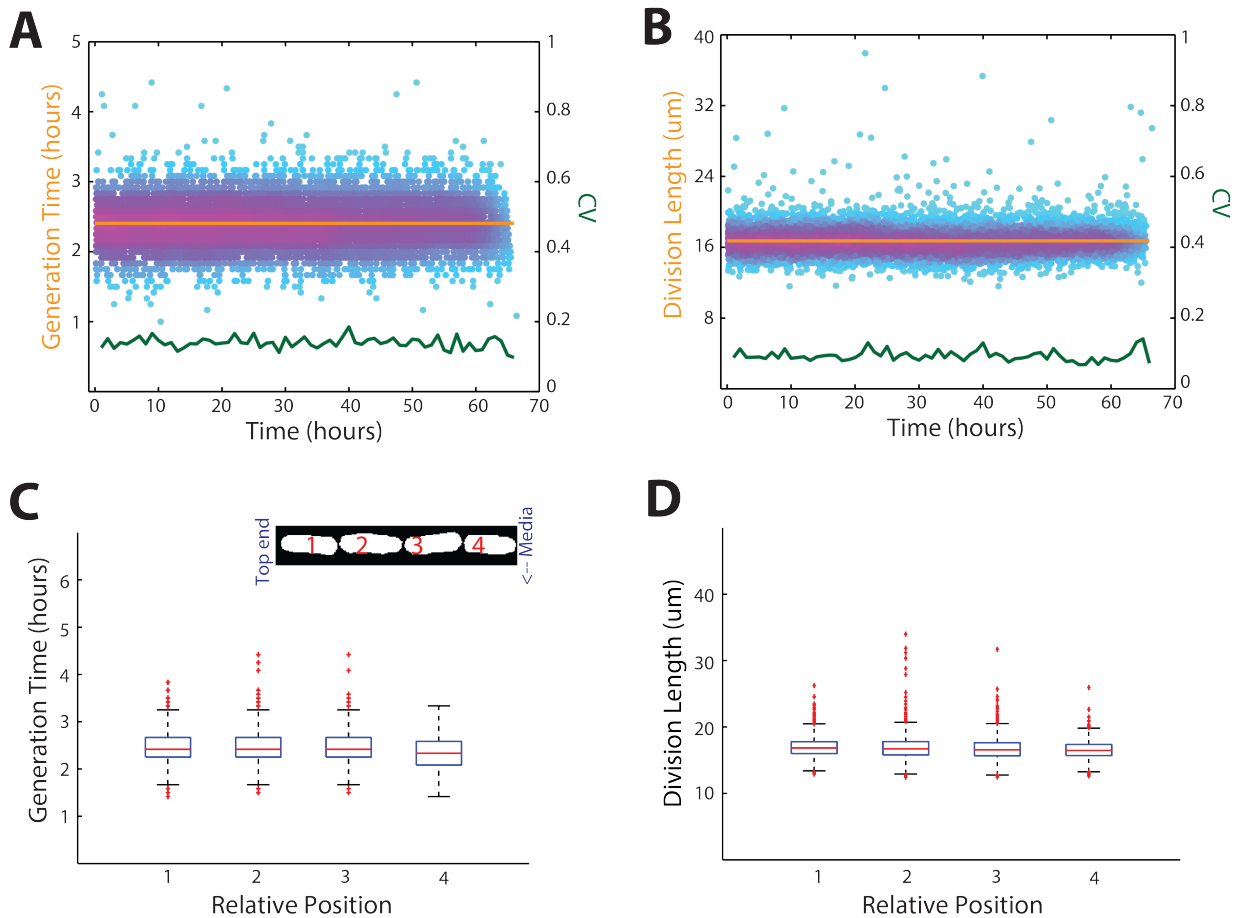 A
Generation Time (hours)
5
4
3
2
1
1
0.8
0.6
0.4
0.2
0
CV
0 10 20 30 40 50 60 70
Time (hours)
B
Division Length (um)
40
32
24
16
8
1
0.8
0.6
0.4
0.2
0
CV
0 10 20 30 40 50 60 70
Time (hours)
C
Top end
1 2 3 4
<-- Media
Generation Time (hours)
6
5
4
3
2
1
1 2 3 4
Relative Position
D
Division Length (um)
40
30
20
10
1 2 3 4
Relative Position